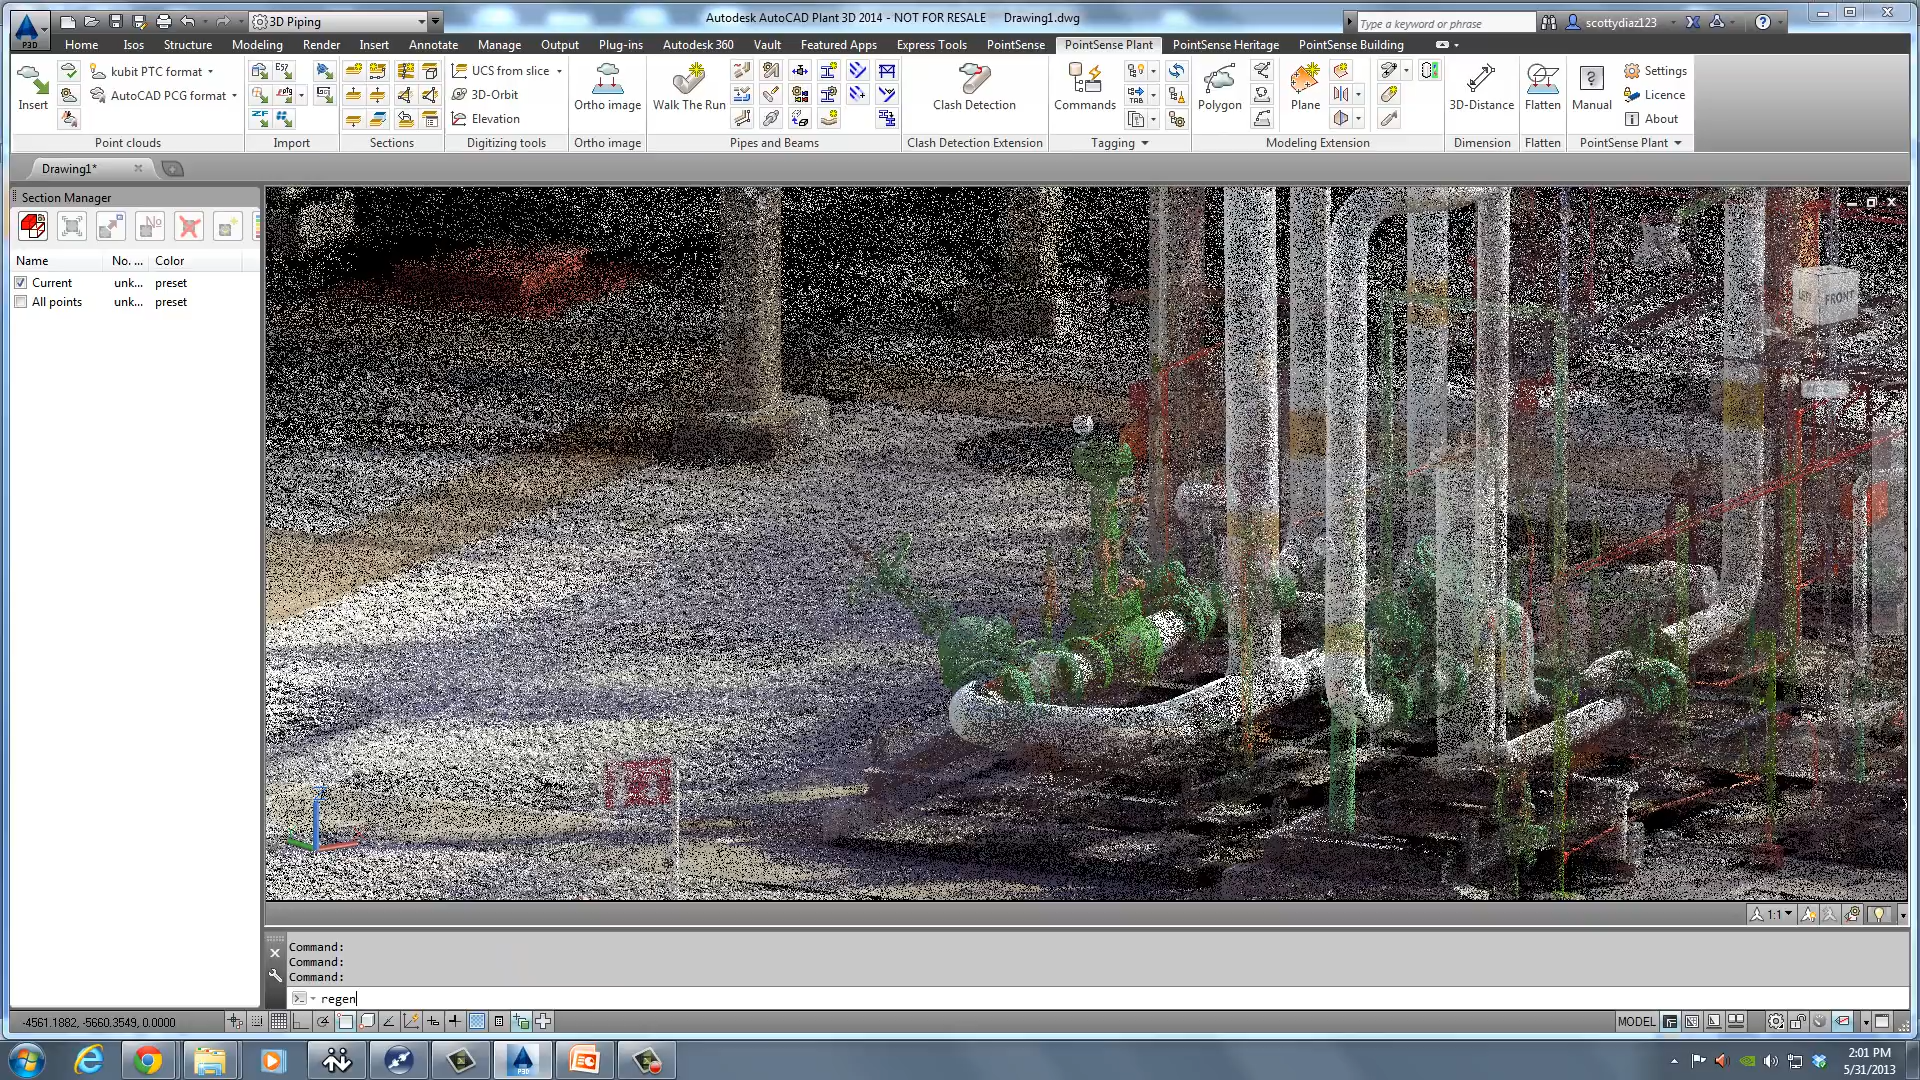 3D Piping
Autodesk AutoCAD Plant 3D 2014 - NOT FOR RESALE Drawing1.dwg
Type a keyword or phrase
scottydiaz123
P3D
Home Isos Structure Modeling Render Insert Annotate Manage Output Plug-ins Autodesk 360 Vault Featured Apps Express Tools PointSense PointSense Plant PointSense Heritage PointSense Building
Insert
kubit PTC format
AutoCAD PCG format
Point clouds
E57
ZF
Import
Sections
UCS from slice
3D-Orbit
Elevation
Digitizing tools
Ortho image
Ortho image
Walk The Run
Pipes and Beams
Clash Detection
Clash Detection Extension
Commands
Tagging
Polygon
Plane
Modeling Extension
3D-Distance
Dimension
Flatten
Flatten
Manual
Settings
Licence
About
PointSense Plant
Drawing1*
Section Manager
Name No. ... Color
Current unk... preset
All points unk... preset
LEFT FRONT
1:1
Command:
Command:
Command:
regen
-4561.1882, -5660.3549, 0.0000
MODEL
P3D
2:01 PM
5/31/2013